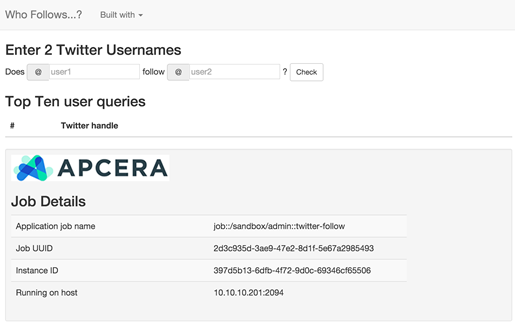 Who Follows...? Built with
Enter 2 Twitter Usernames
Does @ user1 follow @ user2 ? Check
Top Ten user queries
# Twitter handle
APCERA
Job Details
Application job name job::/sandbox/admin::twitter-follow
Job UUID 2d3c935d-3ae9-47e2-8d1f-5e67a2985493
Instance ID 397d5b13-6dfb-4f72-9d0c-69346cf65506
Running on host 10.10.10.201:2094